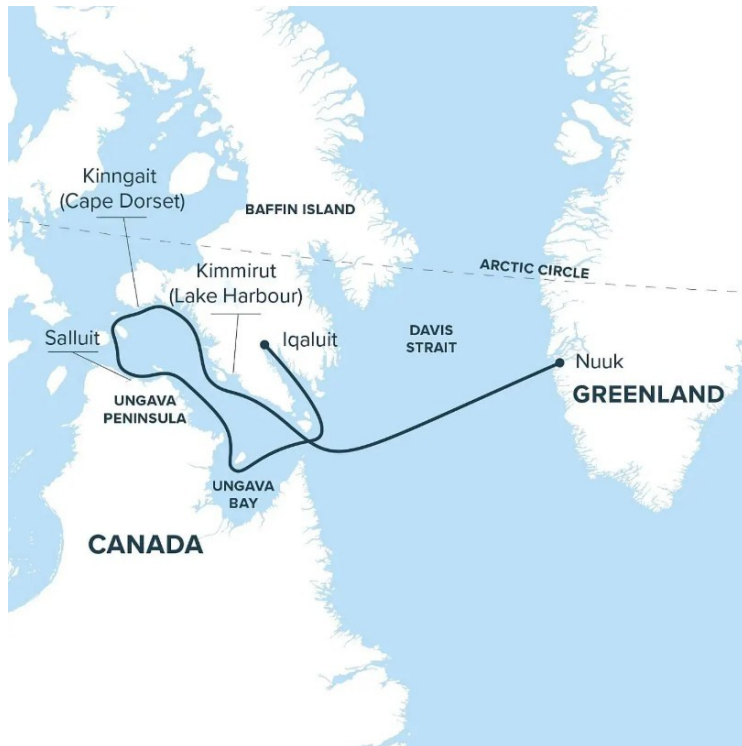 Kinngait
(Cape Dorset)
BAFFIN ISLAND
Kimmirut
(Lake Harbour)
ARCTIC CIRCLE
Salluit
Iqaluit
DAVIS
STRAIT
Nuuk
GREENLAND
UNGAVA
PENINSULA
UNGAVA
BAY
CANADA